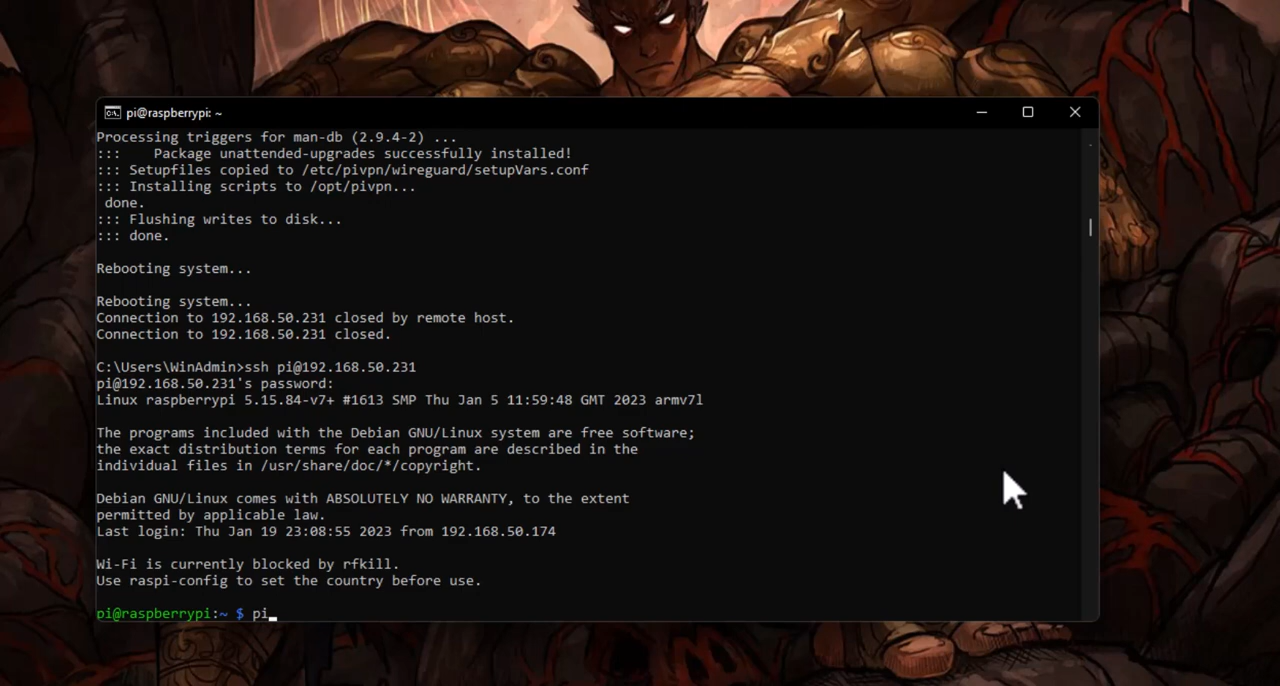 pi@raspberrypi: ~
Processing triggers for man-db (2.9.4-2) ...
:::    Package unattended-upgrades successfully installed!
::: Setupfiles copied to /etc/pivpn/wireguard/setupVars.conf
::: Installing scripts to /opt/pivpn...
 done.
::: Flushing writes to disk...
::: done.
Rebooting system...
Rebooting system...
Connection to 192.168.50.231 closed by remote host.
Connection to 192.168.50.231 closed.
C:\Users\WinAdmin>ssh pi@192.168.50.231
pi@192.168.50.231's password:
Linux raspberrypi 5.15.84-v7+ #1613 SMP Thu Jan 5 11:59:48 GMT 2023 armv7l
The programs included with the Debian GNU/Linux system are free software;
the exact distribution terms for each program are described in the
individual files in /usr/share/doc/*/copyright.
Debian GNU/Linux comes with ABSOLUTELY NO WARRANTY, to the extent
permitted by applicable law.
Last login: Thu Jan 19 23:08:55 2023 from 192.168.50.174
Wi-Fi is currently blocked by rfkill.
Use raspi-config to set the country before use.
pi@raspberrypi:~ $ pi